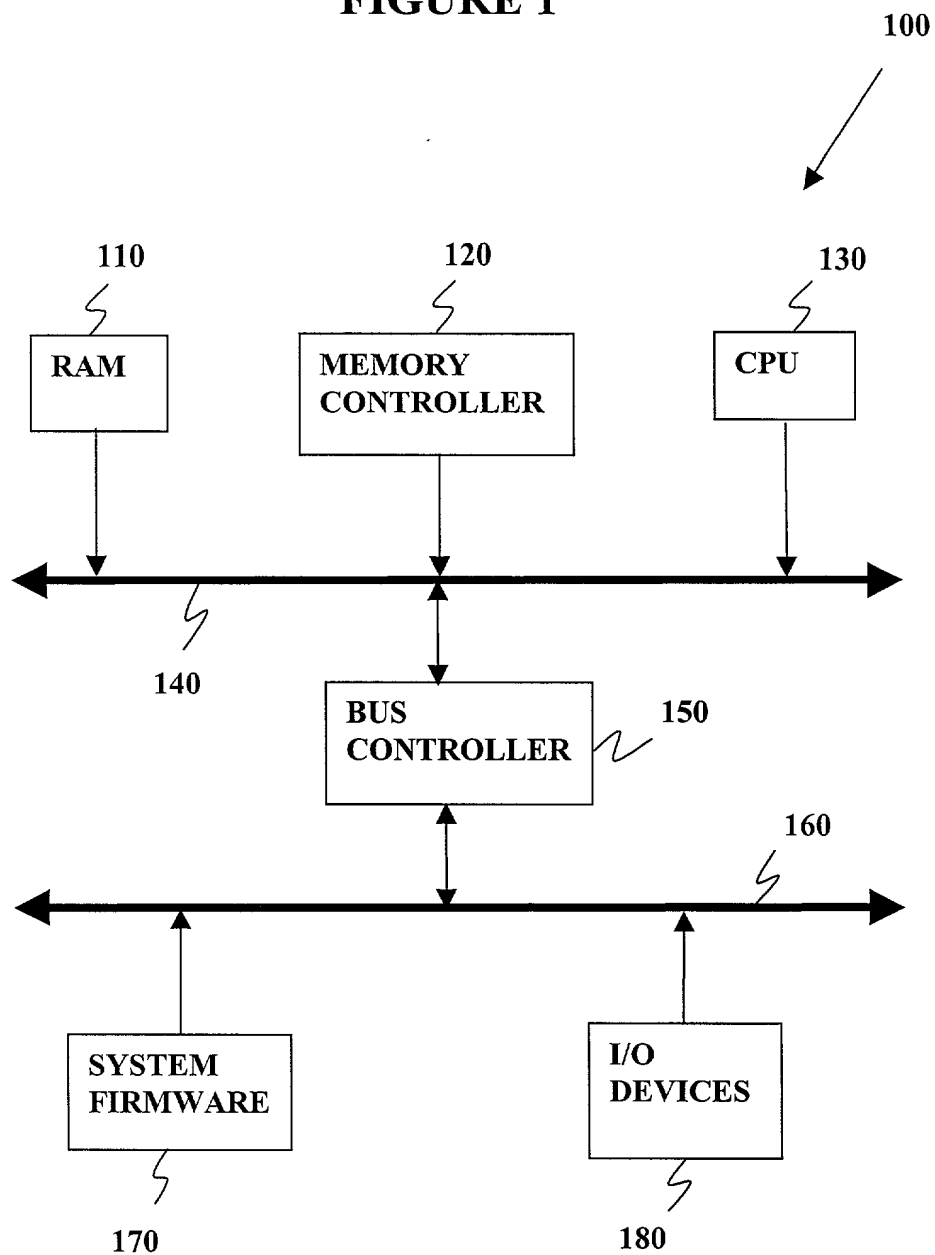 FIGURE 1
100
110
120
130
RAM
MEMORY
CONTROLLER
CPU
140
BUS
CONTROLLER
150
160
SYSTEM
FIRMWARE
I/O
DEVICES
170
180